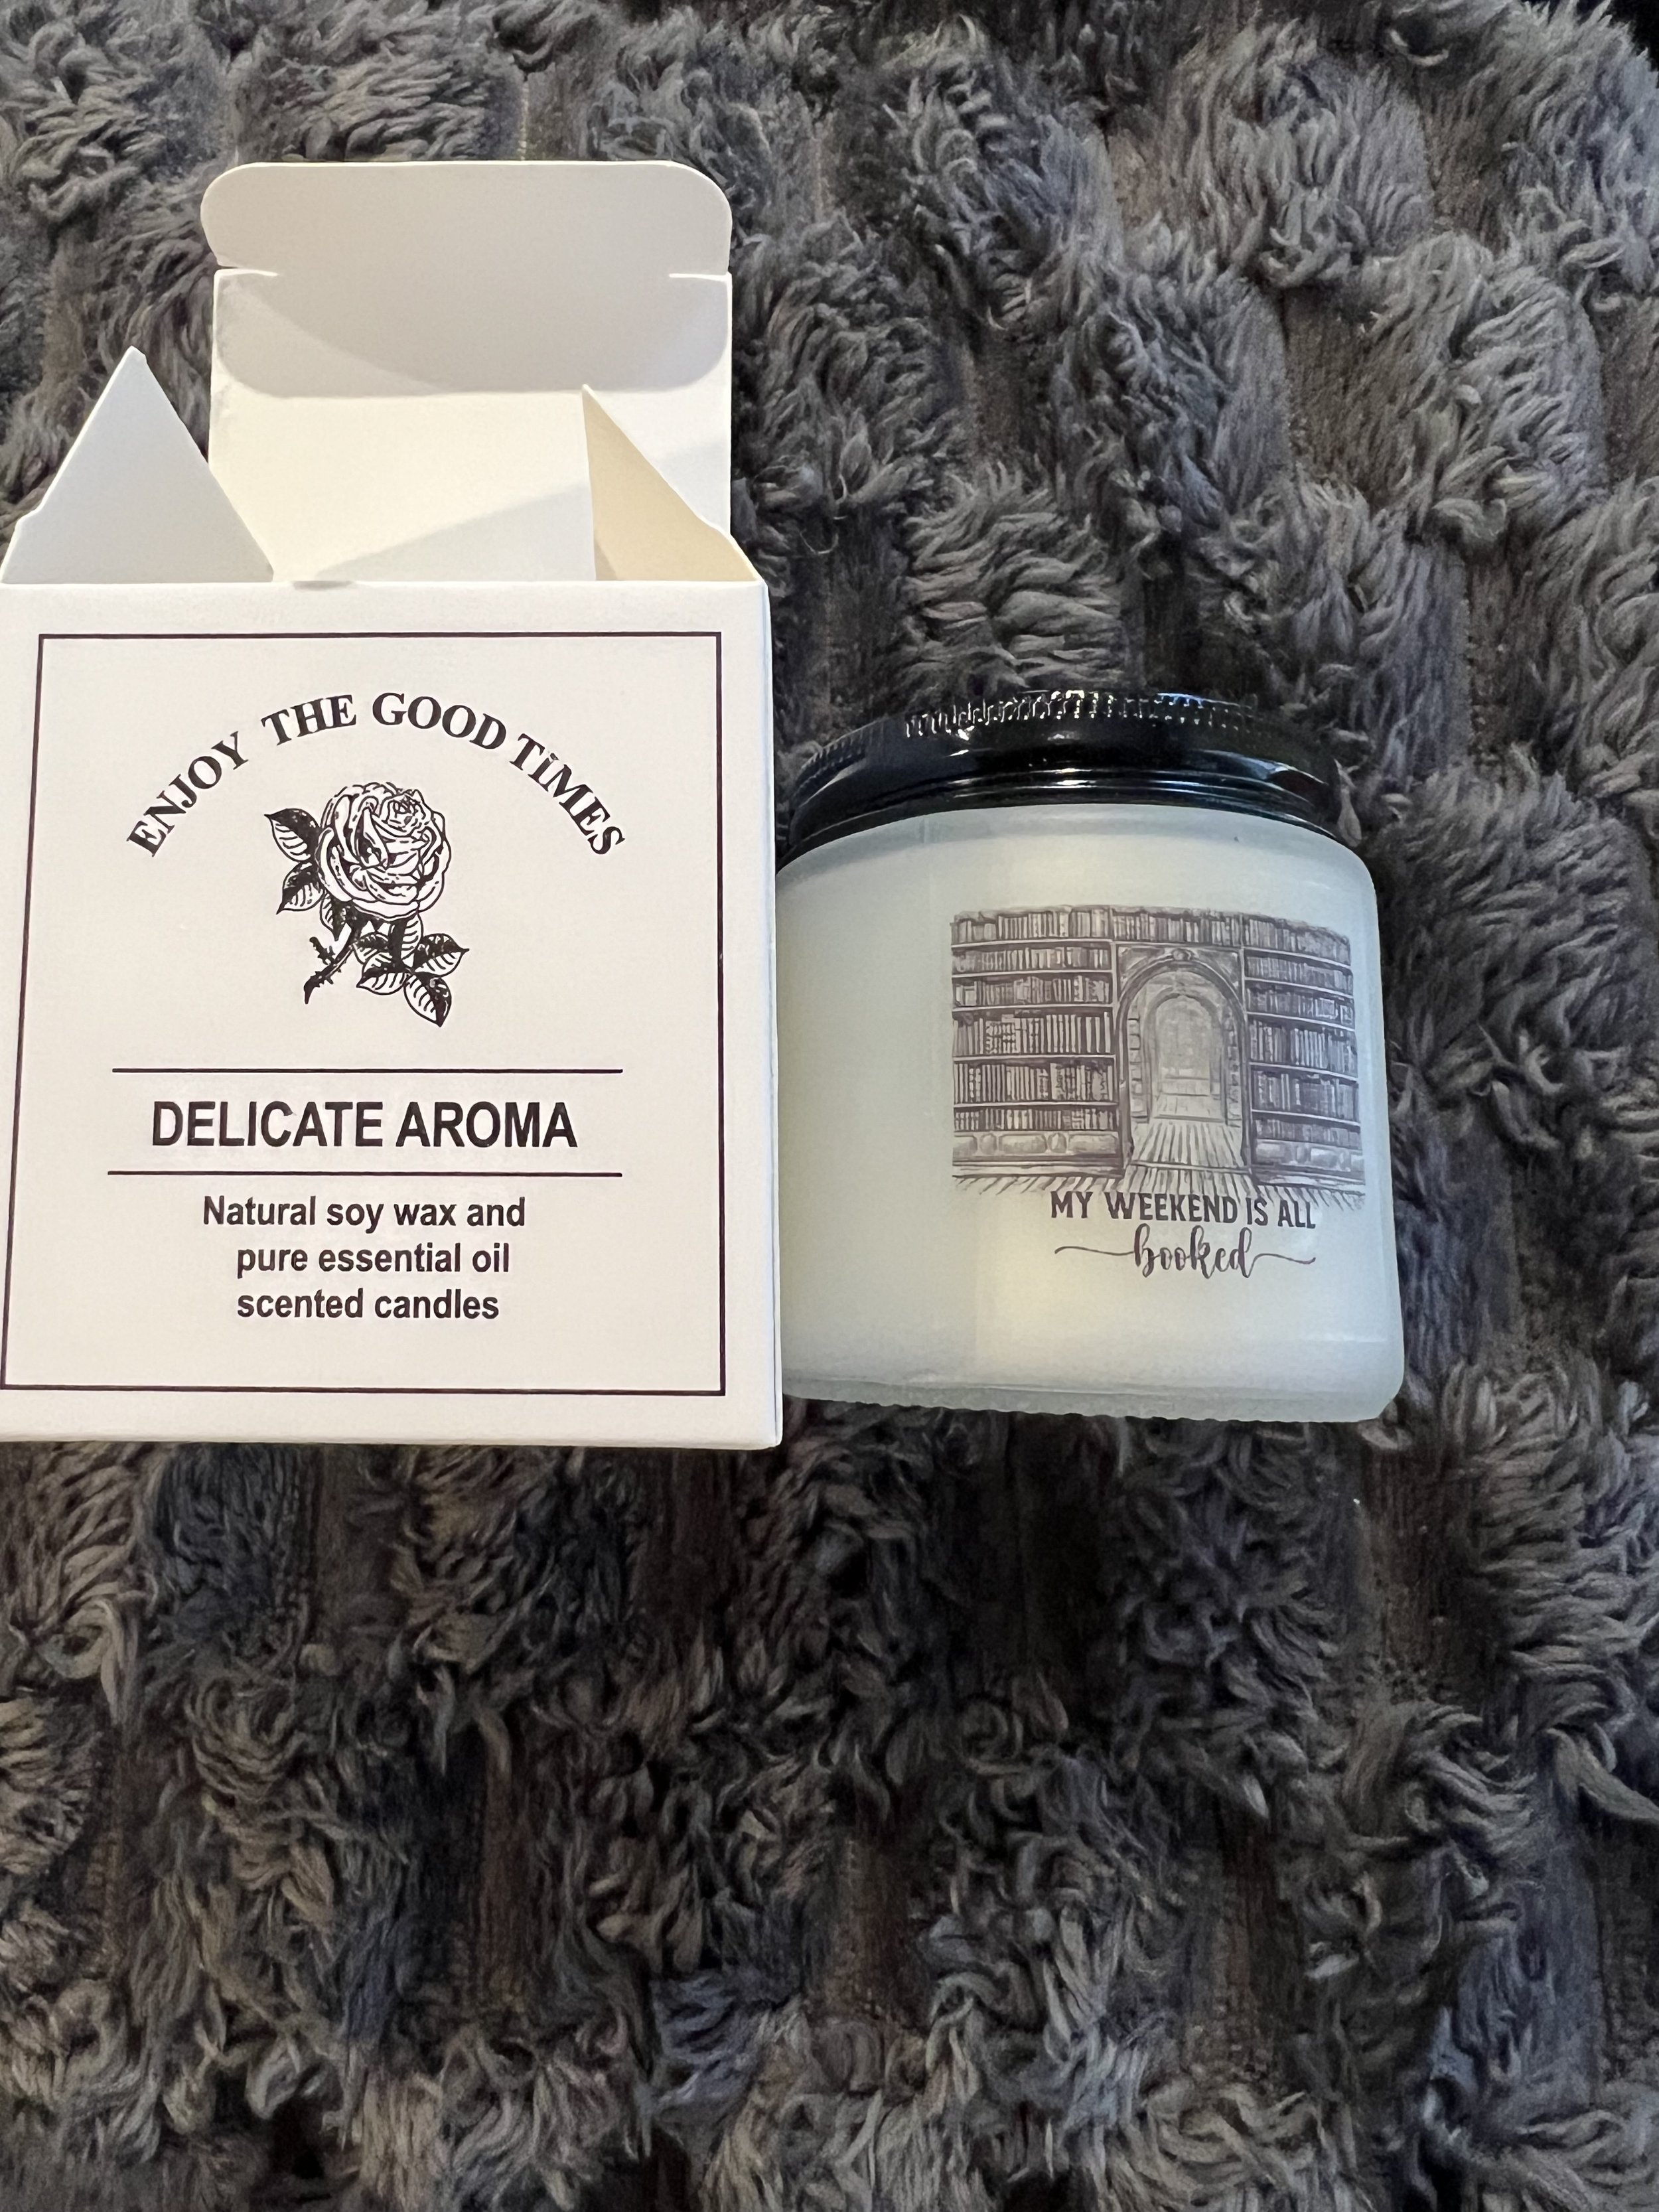 ENJOY THE GOOD TiMES
DELICATE AROMA
Natural soy wax and
pure essential oil
scented candles
MY WEEKEND IS ALL
booked